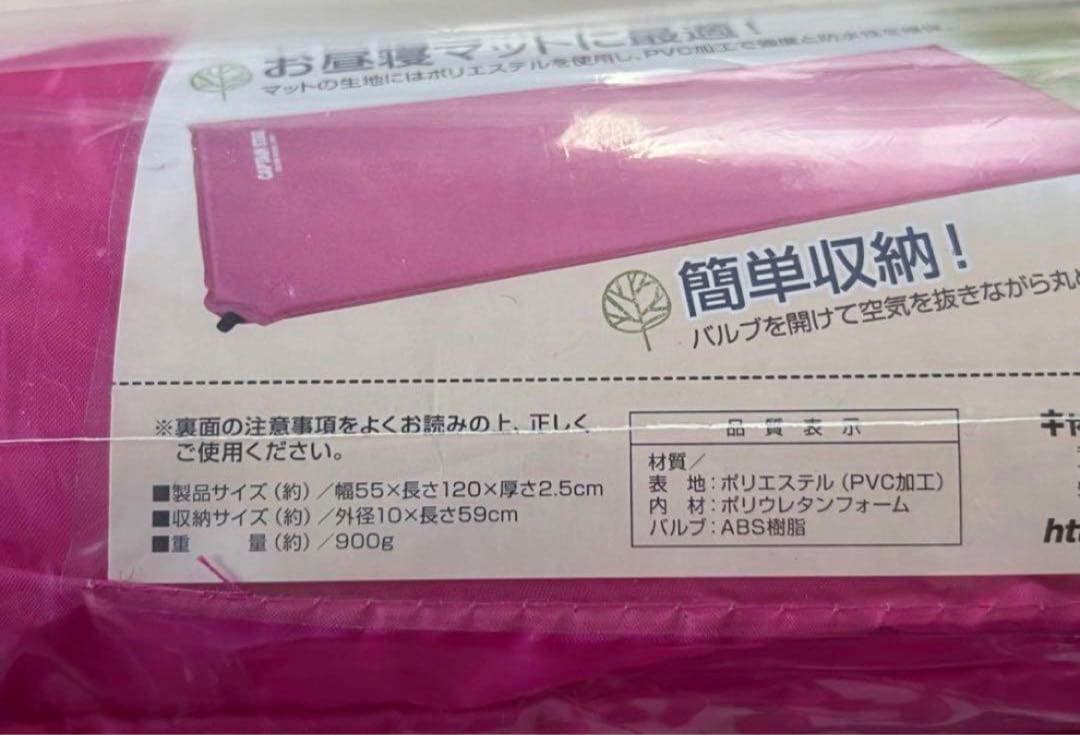 お昼寝マットに最適！
マットの生地にはポリエステルを使用し、PVC加工で強度と防水性を確保
CAPTAIN STAG
簡単収納！
バルブを開けて空気を抜きながら丸
※裏面の注意事項をよくお読みの上、正しく
ご使用ください。
■製品サイズ（約）／幅55×長さ120×厚さ2.5cm
■収納サイズ（約）／外径10×長さ59cm
■重　　量（約）／900g
品 質 表 示
材質／
表　地：ポリエステル（PVC加工）
内　材：ポリウレタンフォーム
バルブ：ABS樹脂
htt